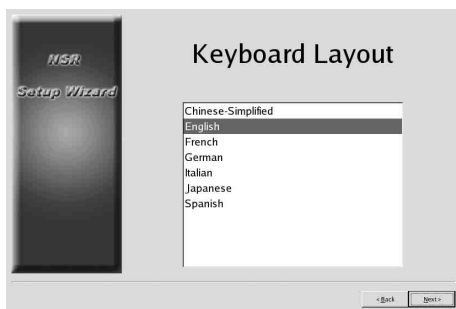 NSR
Setup Wizard
Keyboard Layout
Chinese-Simplified
English
French
German
Italian
Japanese
Spanish
< Back
Next >